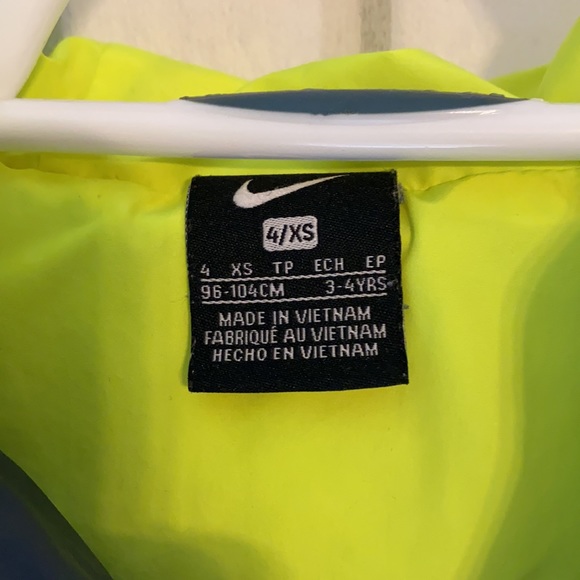 4/XS
4 XS TP ECH EP
96-104CM 3-4YRS
MADE IN VIETNAM
FABRIQUÉ AU VIETNAM
HECHO EN VIETNAM